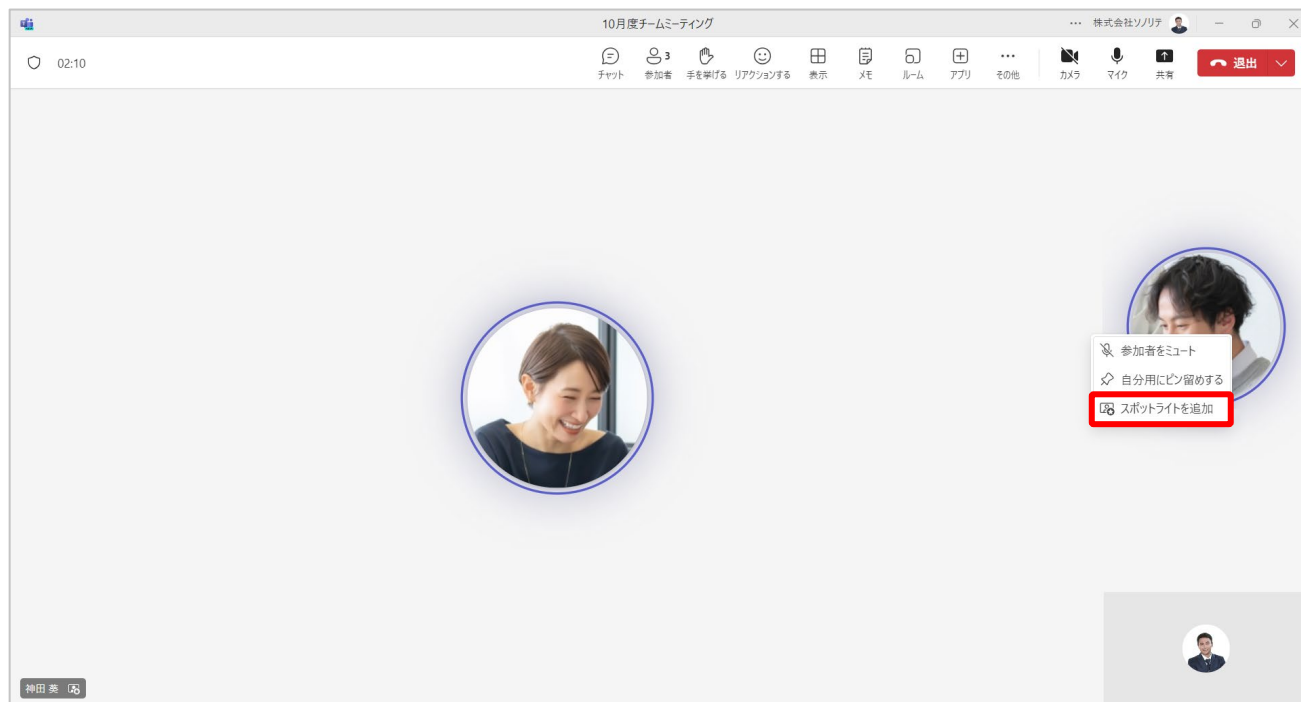 10月度チームミーティング
株式会社ソノリテ
02:10
3
チャット
参加者
手を挙げる
リアクションする
表示
メモ
ルーム
アプリ
その他
カメラ
マイク
共有
退出
参加者をミュート
自分用にピン留めする
スポットライトを追加
神田 英